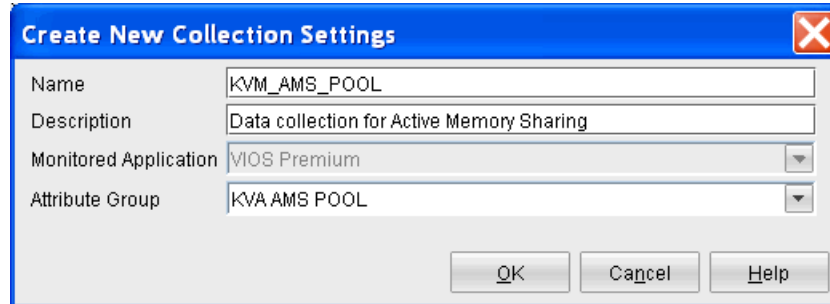 Create New Collection Settings
Name KVM_AMS_POOL
Description Data collection for Active Memory Sharing
Monitored Application VIOS Premium
Attribute Group KVA AMS POOL
OK Cancel Help